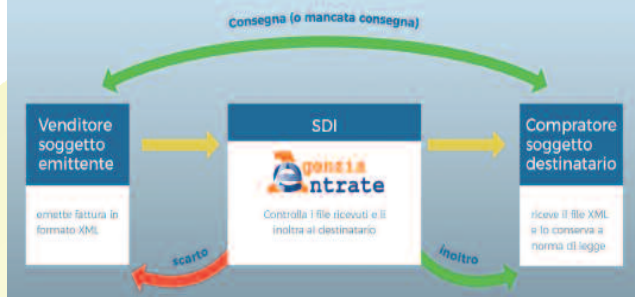 Consegna (o mancata consegna)
Venditore
soggetto
emittente
emette fattura in
formato XML
SDI
Agenzia
Entrate
Controlla i file ricevuti e li
inoltra al destinatario
Compratore
soggetto
destinatario
riceve il file XML
e lo conserva a
norma di legge
scarto
inoltro